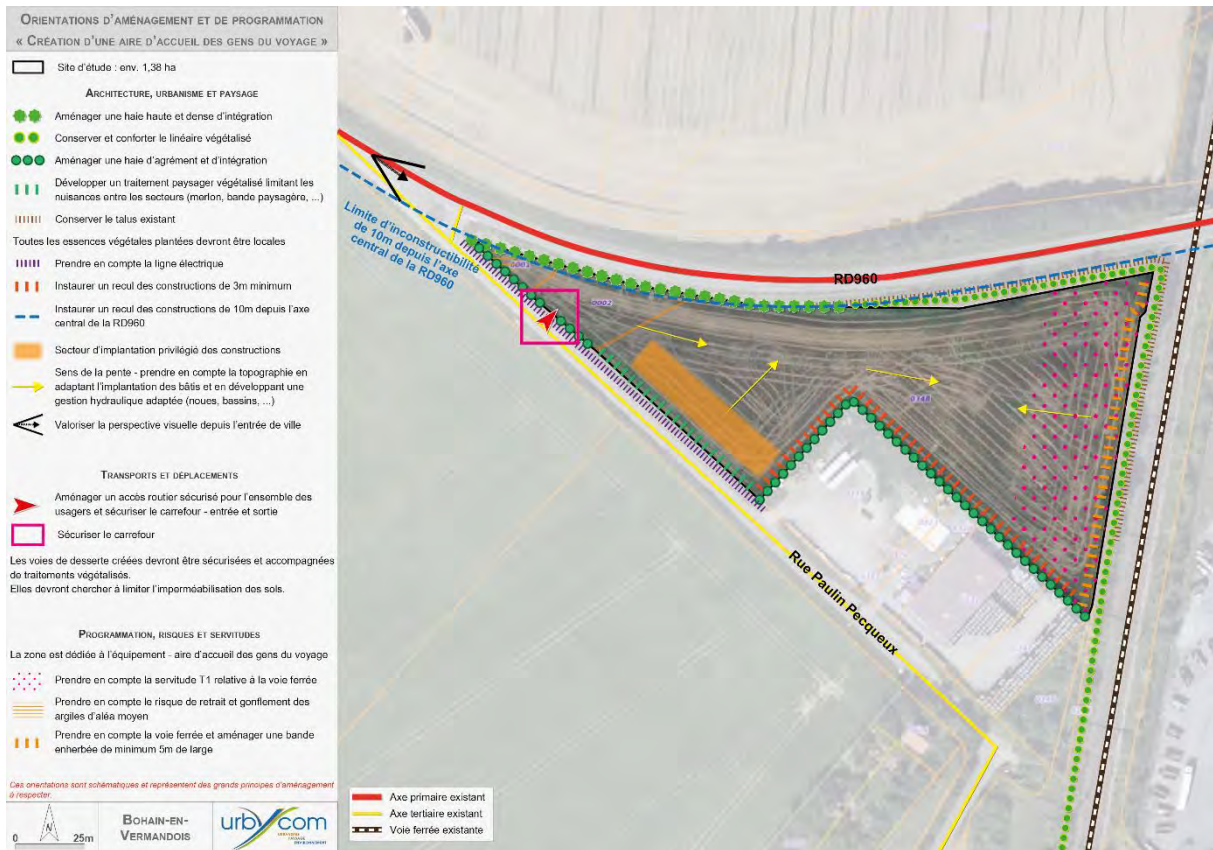 ORIENTATIONS D'AMÉNAGEMENT ET DE PROGRAMMATION
« CRÉATION D'UNE AIRE D'ACCUEIL DES GENS DU VOYAGE »
Site d'étude : env. 1,38 ha
ARCHITECTURE, URBANISME ET PAYSAGE
Aménager une haie haute et dense d'intégration
Conserver et conforter le linéaire végétalisé
Aménager une haie d'agrément et d'intégration
Développer un traitement paysager végétalisé limitant les
nuisances entre les secteurs (merlon, bande paysagère, ...)
Conserver le talus existant
Toutes les essences végétales plantées devront être locales
Prendre en compte la ligne électrique
Instaurer un recul des constructions de 3m minimum
Instaurer un recul des constructions de 10m depuis l'axe
central de la RD960
Secteur d'implantation privilégié des constructions
Sens de la pente - prendre en compte la topographie en
adaptant l'implantation des bâtis et en développant une
gestion hydraulique adaptée (noues, bassins, ...)
Valoriser la perspective visuelle depuis l'entrée de ville
TRANSPORTS ET DÉPLACEMENTS
Aménager un accès routier sécurisé pour l'ensemble des
usagers et sécuriser le carrefour - entrée et sortie
Sécuriser le carrefour
Les voies de desserte créées devront être sécurisées et accompagnées
de traitements végétalisés.
Elles devront chercher à limiter l'imperméabilisation des sols.
PROGRAMMATION, RISQUES ET SERVITUDES
La zone est dédiée à l'équipement - aire d'accueil des gens du voyage
Prendre en compte la servitude T1 relative à la voie ferrée
Prendre en compte le risque de retrait et gonflement des
argiles d'aléa moyen
Prendre en compte la voie ferrée et aménager une bande
enherbée de minimum 5m de large
Ces orientations sont schématiques et représentent des grands principes d'aménagement
à respecter.
0 N 25m
BOHAIN-EN-
VERMANDOIS
urbycom
Limite d'inconstructibilité
de 10m depuis l'axe
central de la RD960
RD960
0002
0148
Rue Paulin Pecqueux
Axe primaire existant
Axe tertiaire existant
Voie ferrée existante